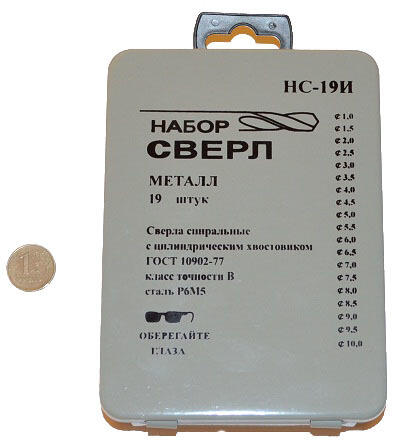 НС-19И
НАБОР
СВЕРЛ
МЕТАЛЛ
19 штук
Сверла спиральные
с цилиндрическим хвостовиком
ГОСТ 10902-77
класс точности В
сталь Р6М5
ОБЕРЕГАЙТЕ
ГЛАЗА
¢ 1,0
¢ 1,5
¢ 2,0
¢ 2,5
¢ 3,0
¢ 3,5
¢ 4,0
¢ 4,5
¢ 5,0
¢ 5,5
¢ 6,0
¢ 6,5
¢ 7,0
¢ 7,5
¢ 8,0
¢ 8,5
¢ 9,0
¢ 9,5
¢ 10,0
1